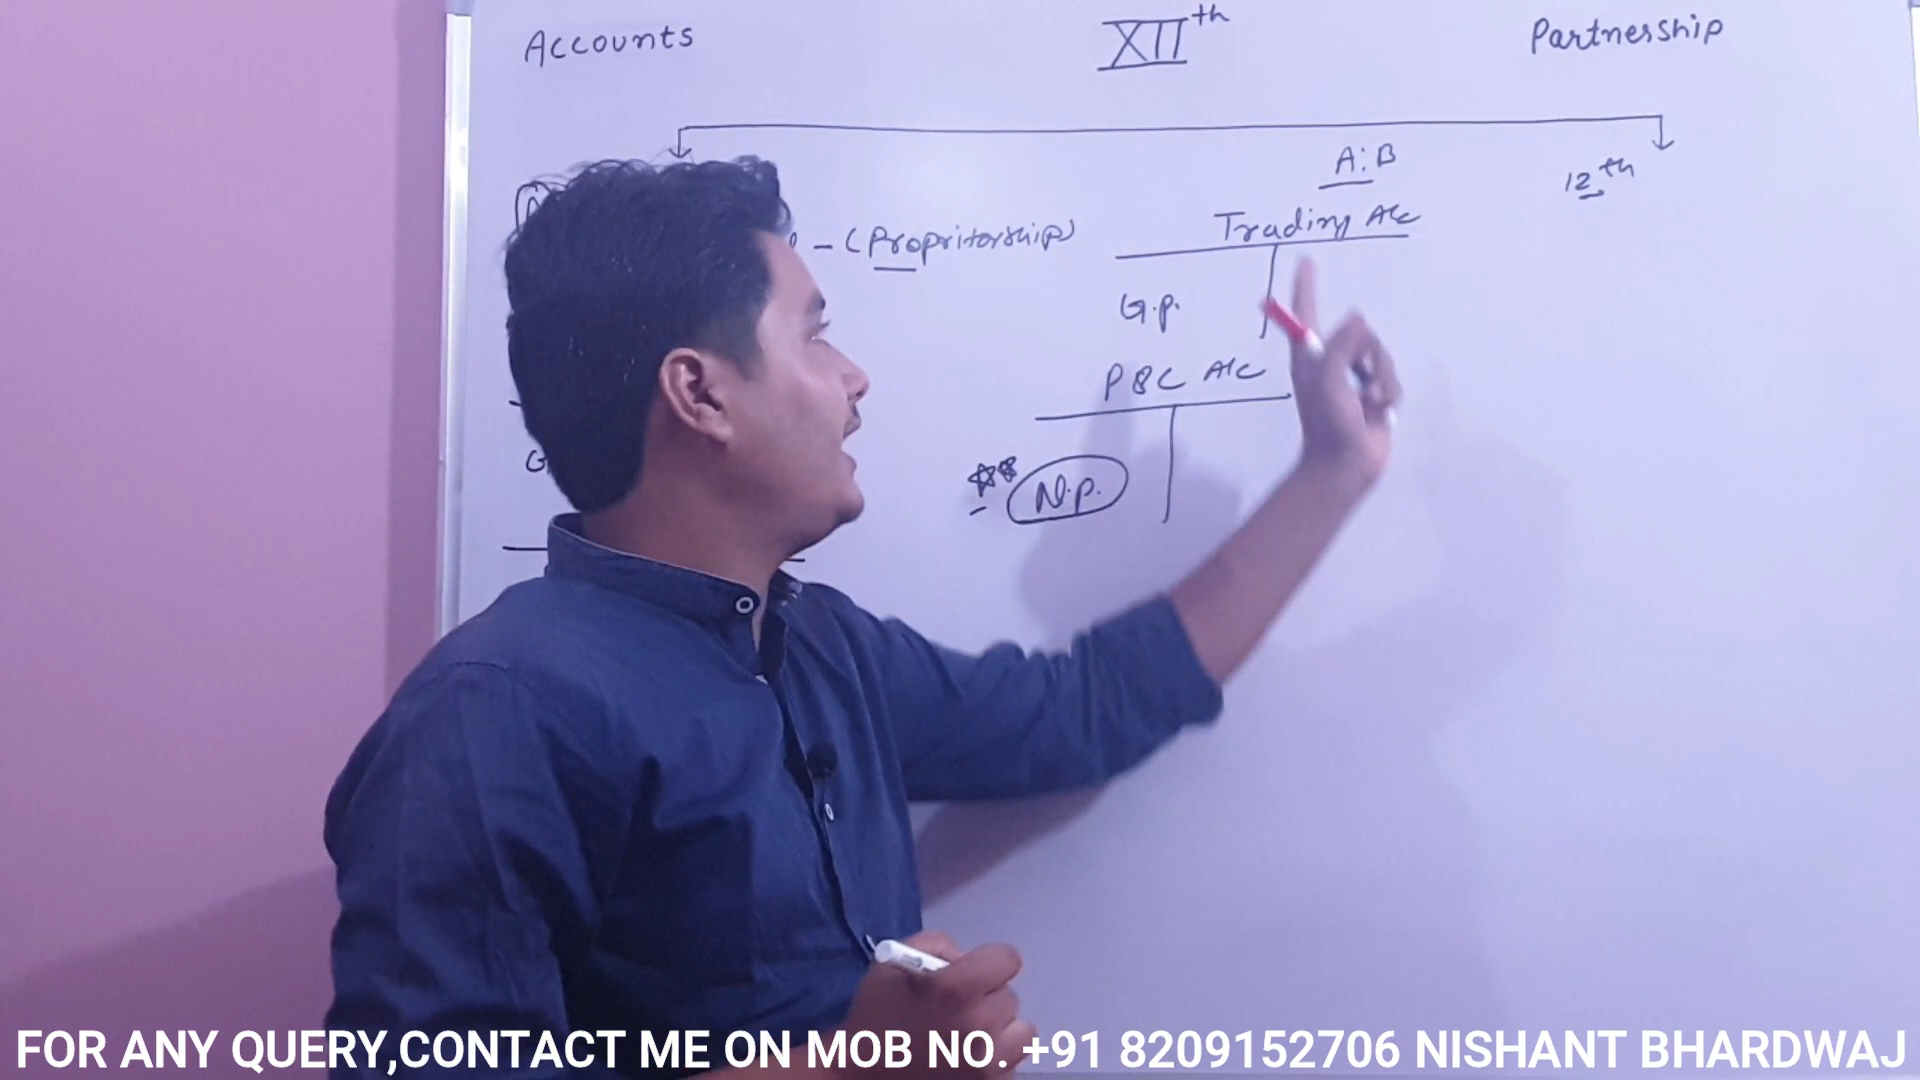 Accounts XIIth Partnership
A:B
12th
- (Propritorship) Trading A/c
G.p.
P&L A/c
N.p.
FOR ANY QUERY,CONTACT ME ON MOB NO. +91 8209152706 NISHANT BHARDWAJ